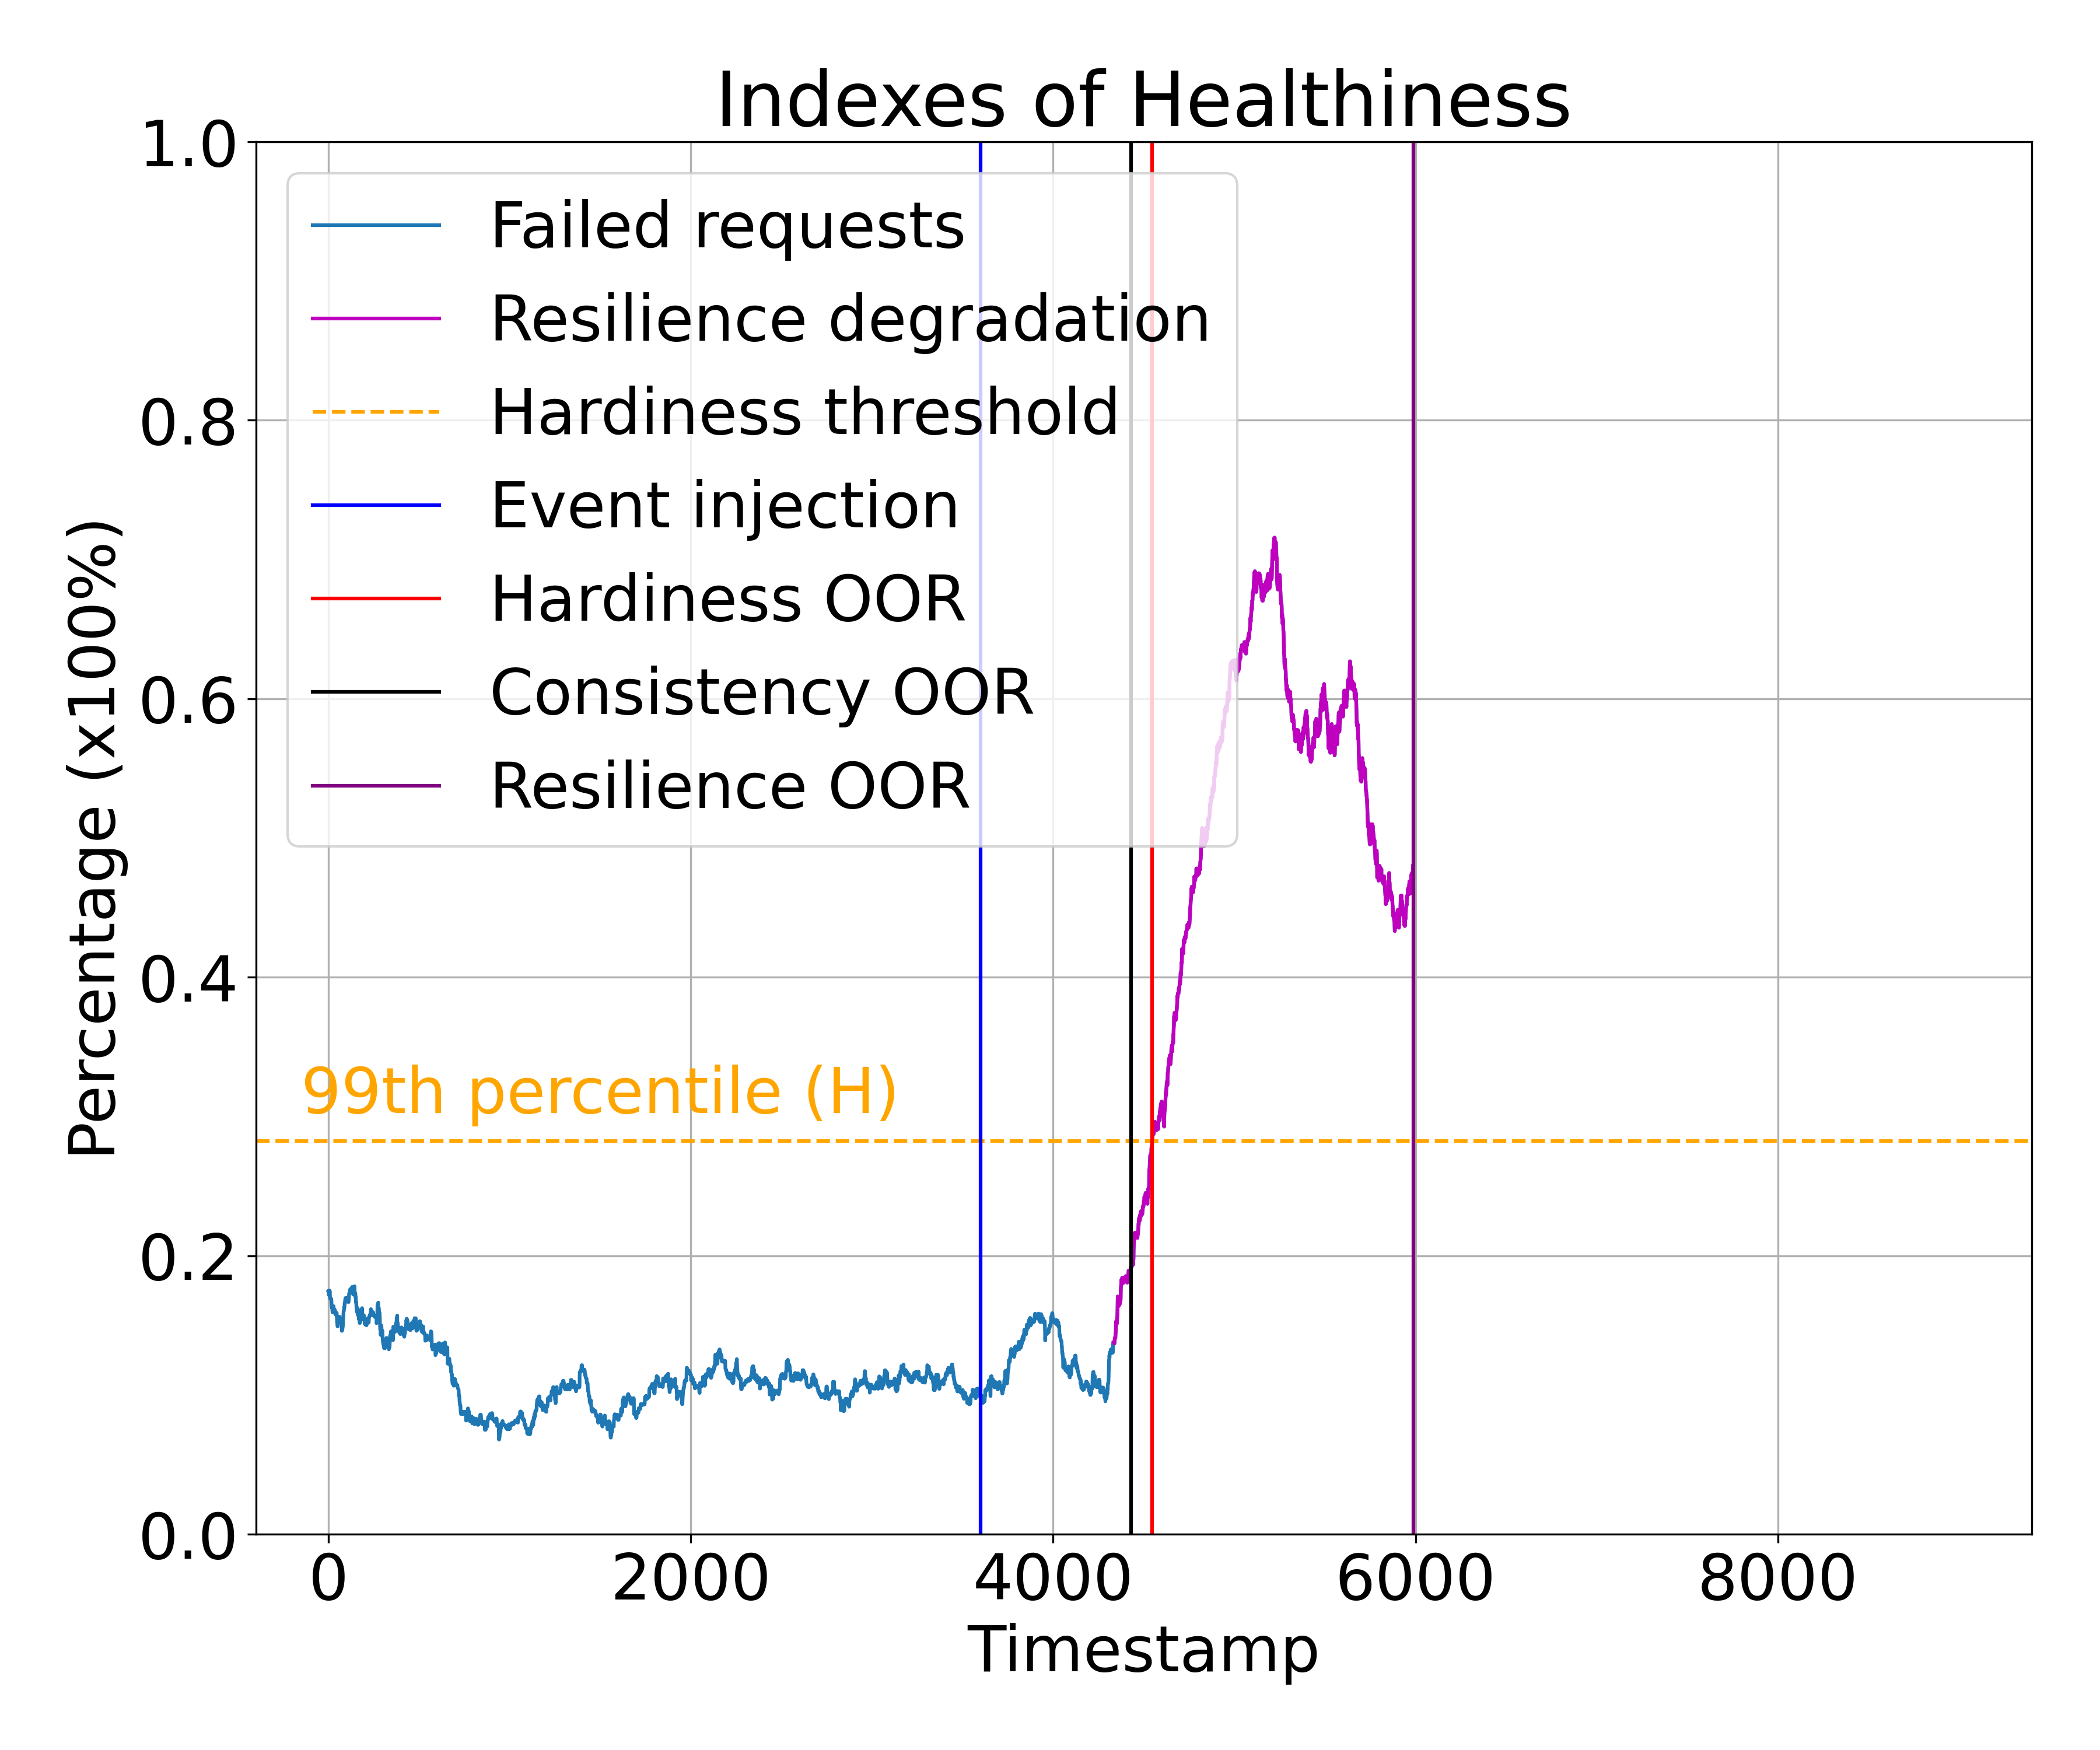 Indexes of Healthiness
1.0
0.8
0.6
0.4
0.2
0.0
Percentage (x100%)
Failed requests
Resilience degradation
Hardiness threshold
Event injection
Hardiness OOR
Consistency OOR
Resilience OOR
99th percentile (H)
0 2000 4000 6000 8000
Timestamp